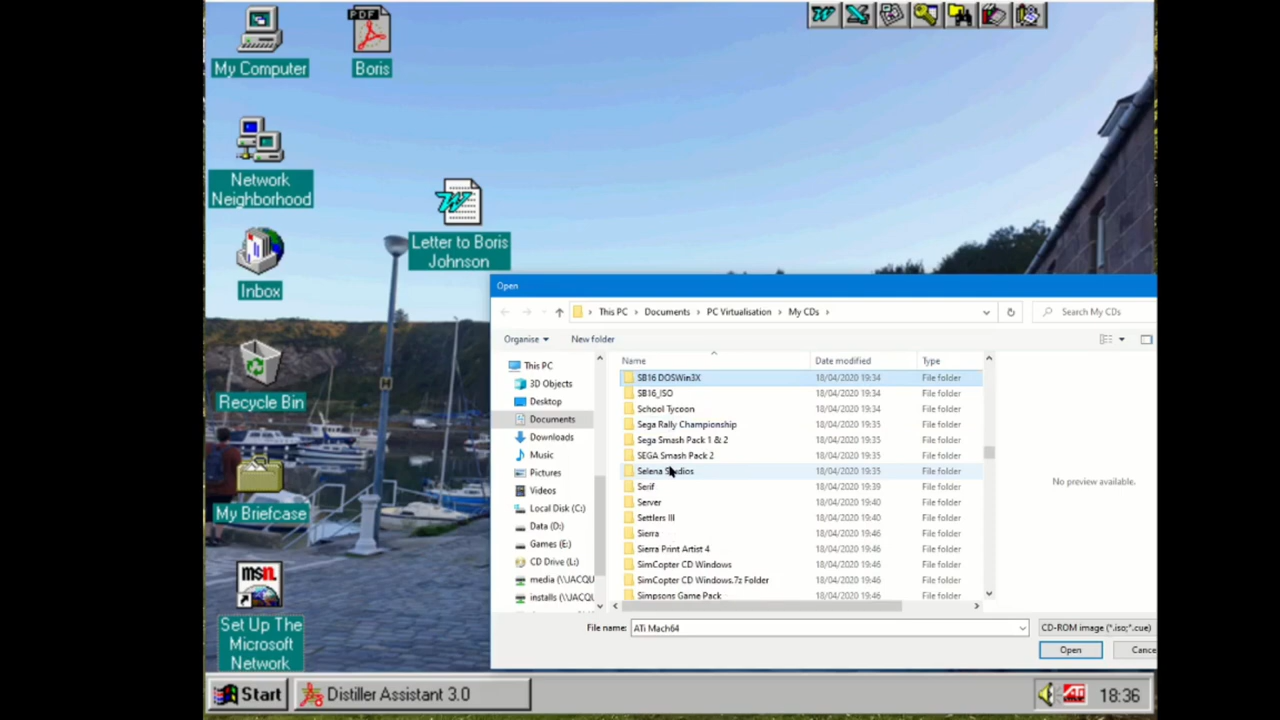 My Computer
PDF
Boris
Network
Neighborhood
Inbox
Recycle Bin
My Briefcase
msn.
Set Up The
Microsoft
Network
W
Letter to Boris
Johnson
Open
This PC › Documents › PC Virtualisation › My CDs ›
Search My CDs
Organise
New folder
This PC
3D Objects
Desktop
Documents
Downloads
Music
Pictures
Videos
Local Disk (C:)
Data (D:)
Games (E:)
CD Drive (L:)
media (\\JACQU
installs (\\JACQU
Name Date modified Type
SB16 DOSWin3X 18/04/2020 19:34 File folder
SB16_ISO 18/04/2020 19:34 File folder
School Tycoon 18/04/2020 19:34 File folder
Sega Rally Championship 18/04/2020 19:35 File folder
Sega Smash Pack 1 & 2 18/04/2020 19:35 File folder
SEGA Smash Pack 2 18/04/2020 19:35 File folder
Selena Studios 18/04/2020 19:35 File folder
Serif 18/04/2020 19:39 File folder
Server 18/04/2020 19:40 File folder
Settlers III 18/04/2020 19:40 File folder
Sierra 18/04/2020 19:46 File folder
Sierra Print Artist 4 18/04/2020 19:46 File folder
SimCopter CD Windows 18/04/2020 19:46 File folder
SimCopter CD Windows.7z Folder 18/04/2020 19:46 File folder
Simpsons Game Pack 18/04/2020 19:46 File folder
No preview available.
File name: ATi Mach64
CD-ROM image (*.iso;*.cue)
Open
Cance
Start
Distiller Assistant 3.0
ATI
18:36